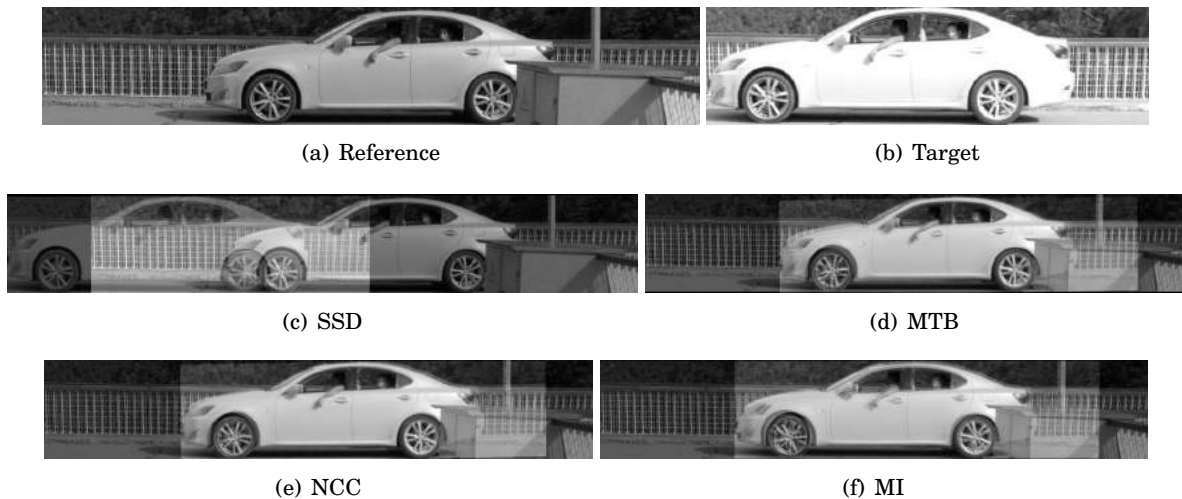 (a) Reference
(b) Target
(c) SSD
(d) MTB
(e) NCC
(f) MI